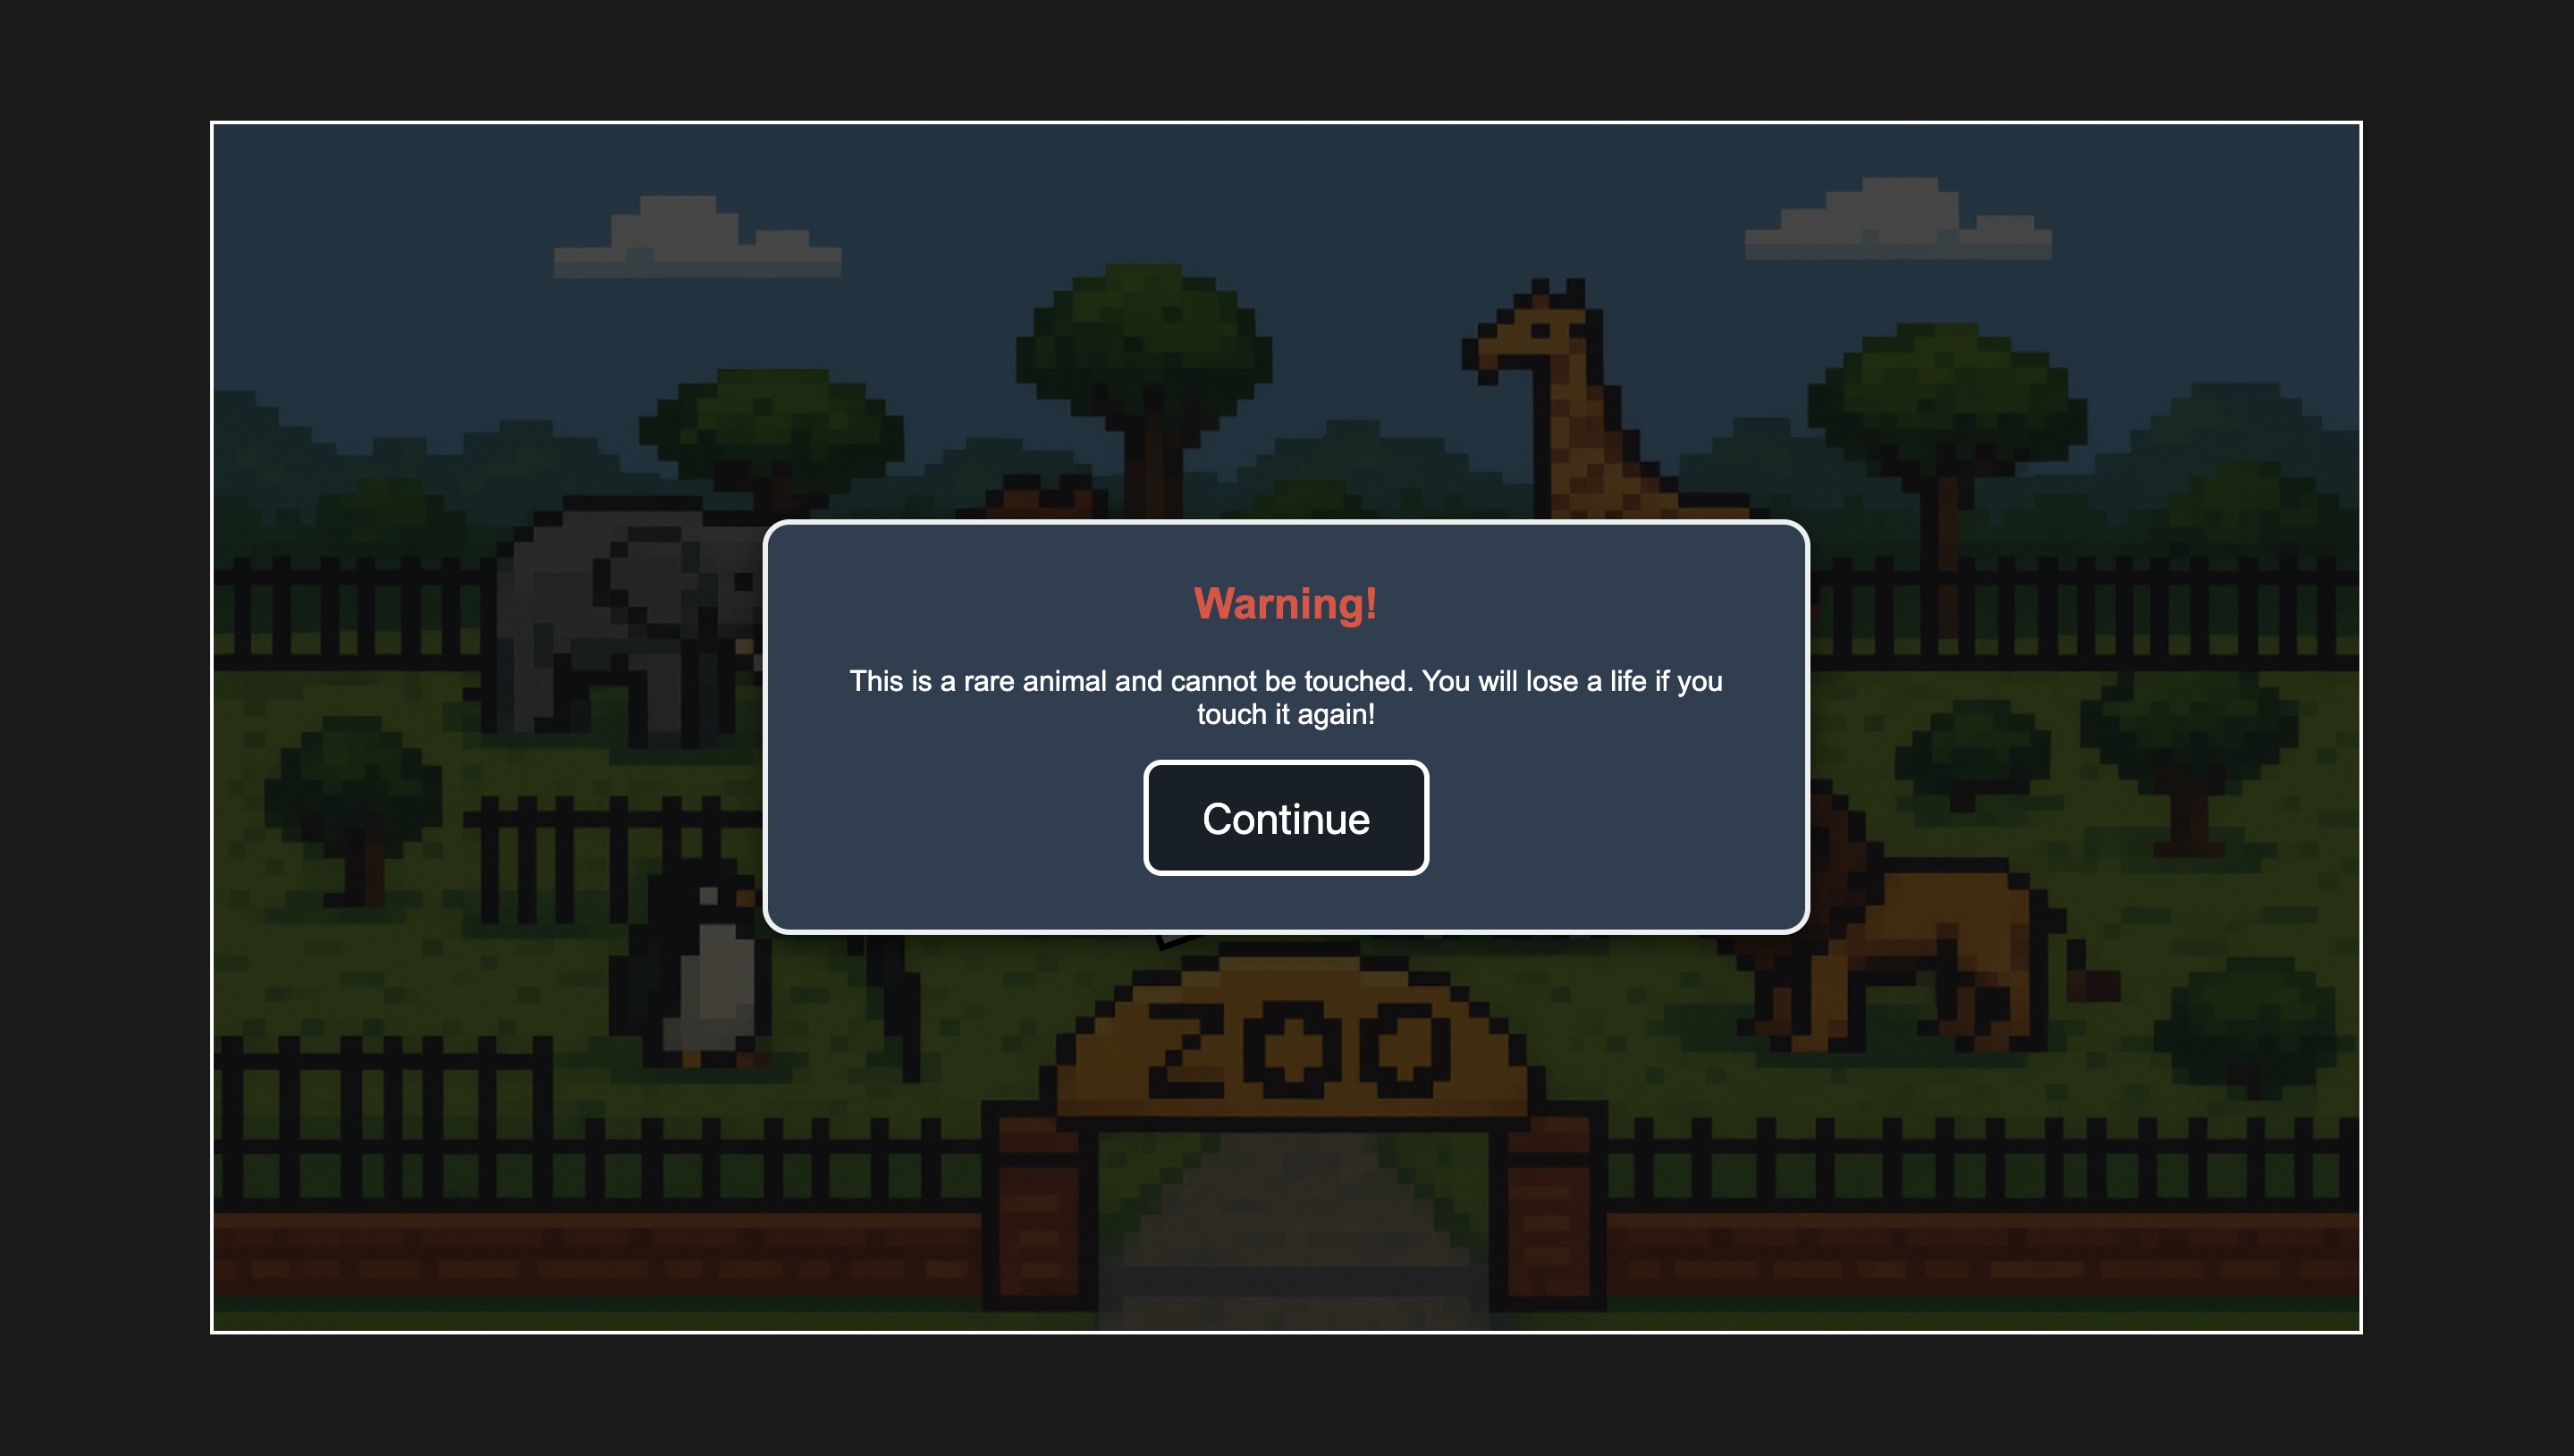 Warning!
This is a rare animal and cannot be touched. You will lose a life if you
touch it again!
Continue
ZOO